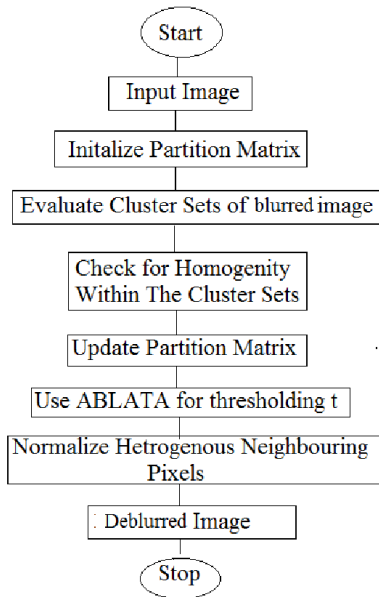 Start
Input Image
Initalize Partition Matrix
Evaluate Cluster Sets of blurred image
Check for Homogenity
Within The Cluster Sets
Update Partition Matrix
Use ABLATA for thresholding t
Normalize Hetrogenous Neighbouring
Pixels
Deblurred Image
Stop